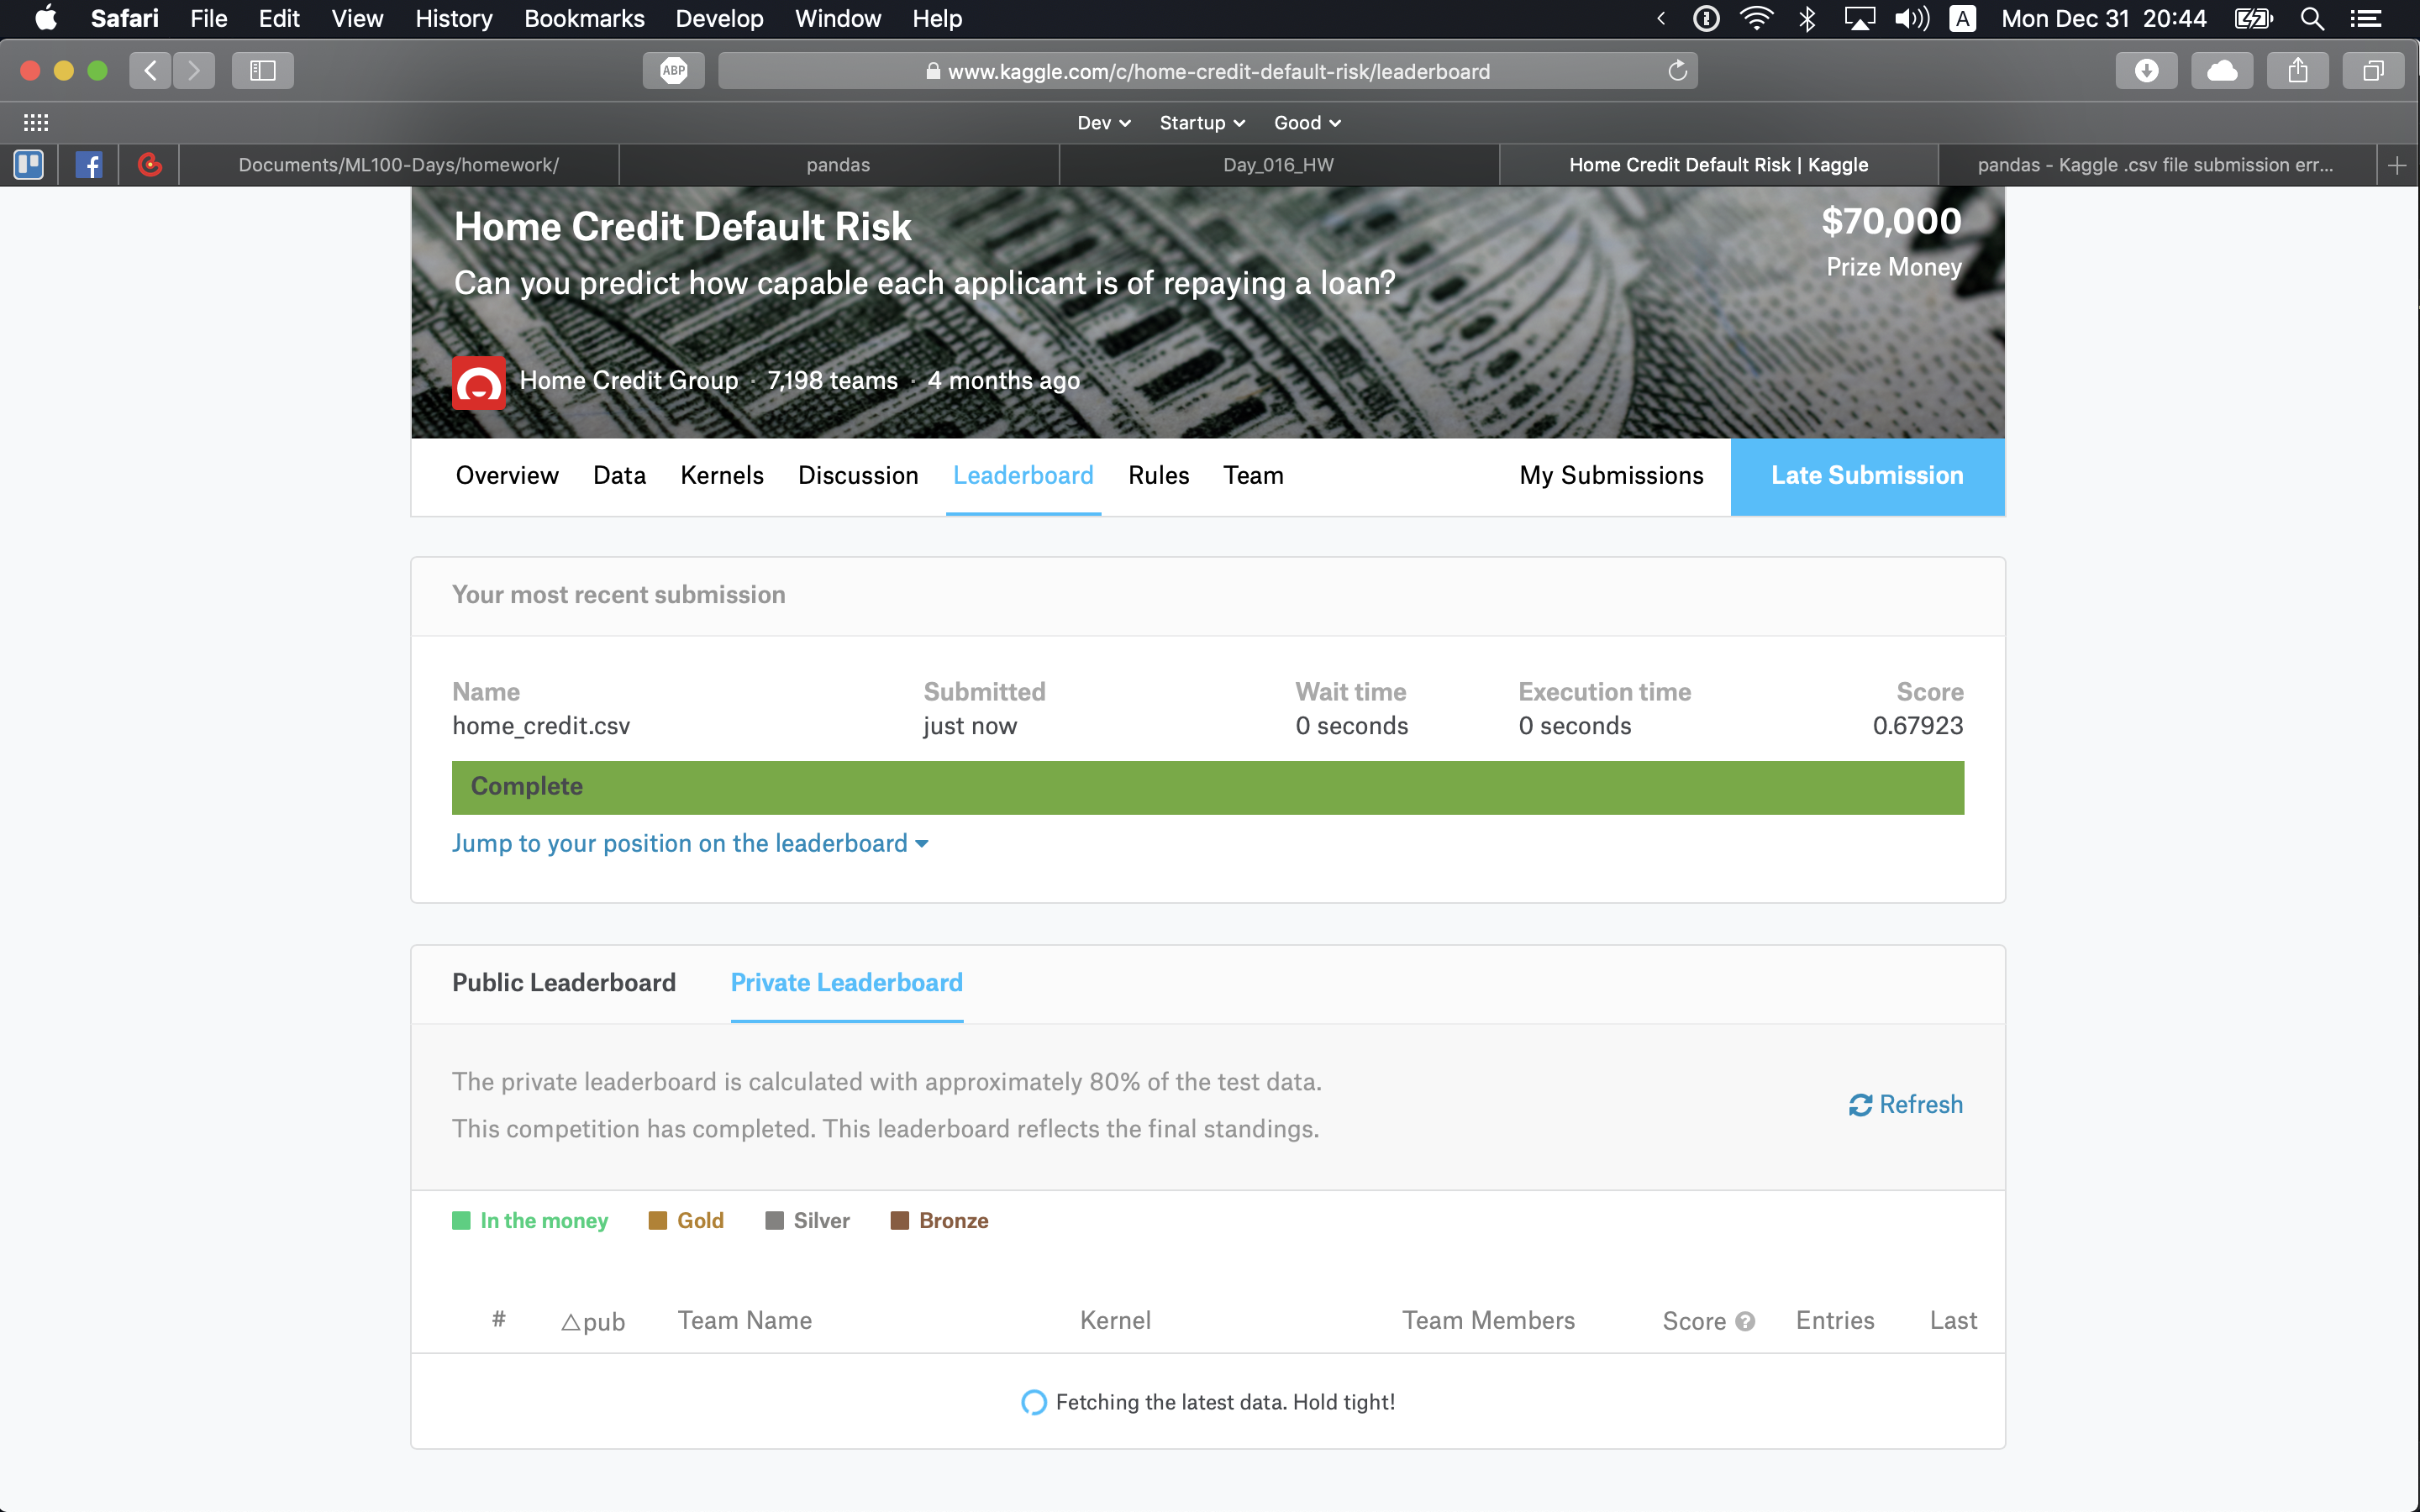 Safari File Edit View History Bookmarks Develop Window Help A Mon Dec 31 20:44
ABP www.kaggle.com/c/home-credit-default-risk/leaderboard
Dev Startup Good
Documents/ML100-Days/homework/ pandas Day_016_HW Home Credit Default Risk | Kaggle pandas - Kaggle .csv file submission err...
Home Credit Default Risk $70,000
Can you predict how capable each applicant is of repaying a loan? Prize Money
Home Credit Group · 7,198 teams · 4 months ago
Overview Data Kernels Discussion Leaderboard Rules Team My Submissions Late Submission
Your most recent submission
Name Submitted Wait time Execution time Score
home_credit.csv just now 0 seconds 0 seconds 0.67923
Complete
Jump to your position on the leaderboard
Public Leaderboard Private Leaderboard
The private leaderboard is calculated with approximately 80% of the test data.
Refresh
This competition has completed. This leaderboard reflects the final standings.
In the money Gold Silver Bronze
# △pub Team Name Kernel Team Members Score ? Entries Last
Fetching the latest data. Hold tight!